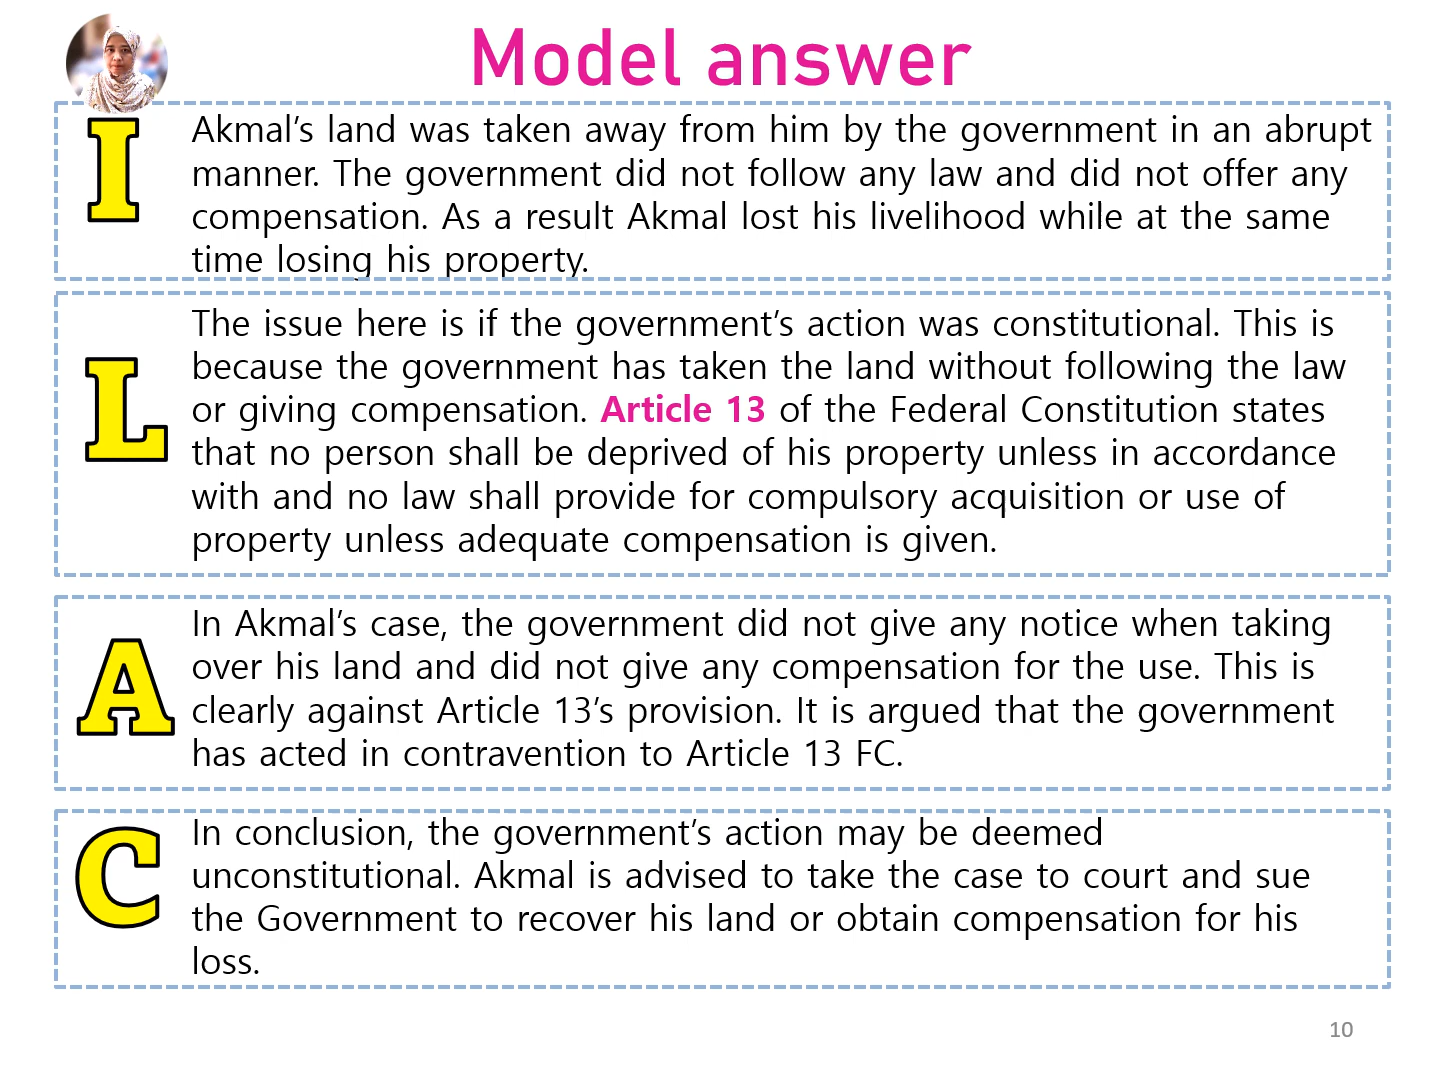 Model answer
I
Akmal’s land was taken away from him by the government in an abrupt
manner. The government did not follow any law and did not offer any
compensation. As a result Akmal lost his livelihood while at the same
time losing his property.
L
The issue here is if the government’s action was constitutional. This is
because the government has taken the land without following the law
or giving compensation. Article 13 of the Federal Constitution states
that no person shall be deprived of his property unless in accordance
with and no law shall provide for compulsory acquisition or use of
property unless adequate compensation is given.
A
In Akmal’s case, the government did not give any notice when taking
over his land and did not give any compensation for the use. This is
clearly against Article 13’s provision. It is argued that the government
has acted in contravention to Article 13 FC.
C
In conclusion, the government’s action may be deemed
unconstitutional. Akmal is advised to take the case to court and sue
the Government to recover his land or obtain compensation for his
loss.
10